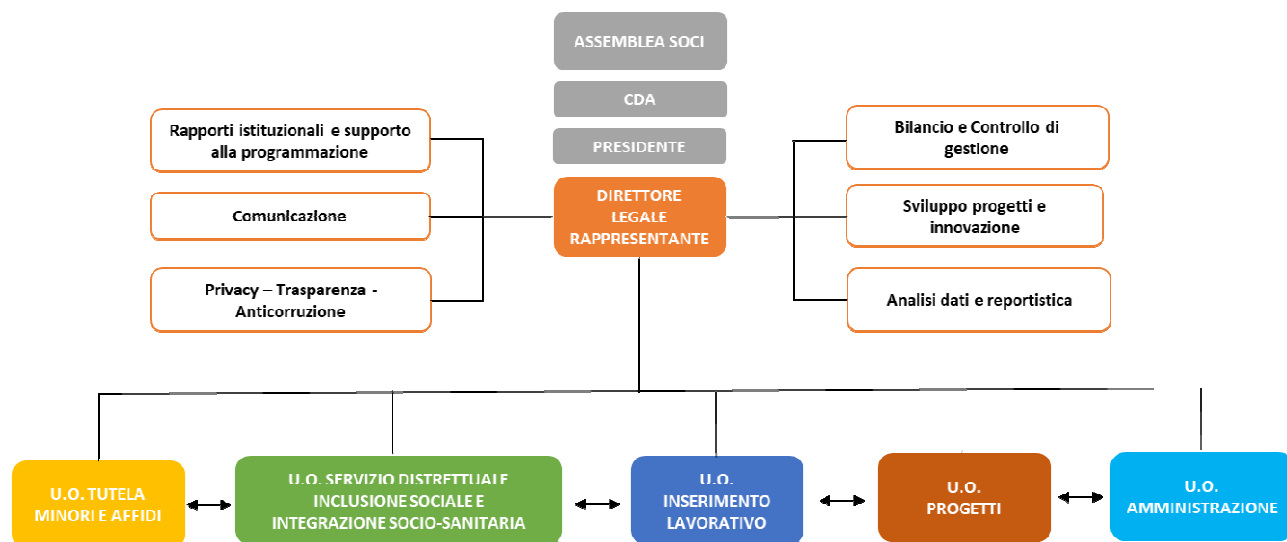 ASSEMBLEA SOCI
CDA
PRESIDENTE
DIRETTORE
LEGALE
RAPPRESENTANTE
Rapporti istituzionali e supporto
alla programmazione
Comunicazione
Privacy – Trasparenza -
Anticorruzione
Bilancio e Controllo di
gestione
Sviluppo progetti e
innovazione
Analisi dati e reportistica
U.O. TUTELA
MINORI E AFFIDI
U.O. SERVIZIO DISTRETTUALE
INCLUSIONE SOCIALE E
INTEGRAZIONE SOCIO-SANITARIA
U.O.
INSERIMENTO
LAVORATIVO
U.O.
PROGETTI
U.O.
AMMINISTRAZIONE